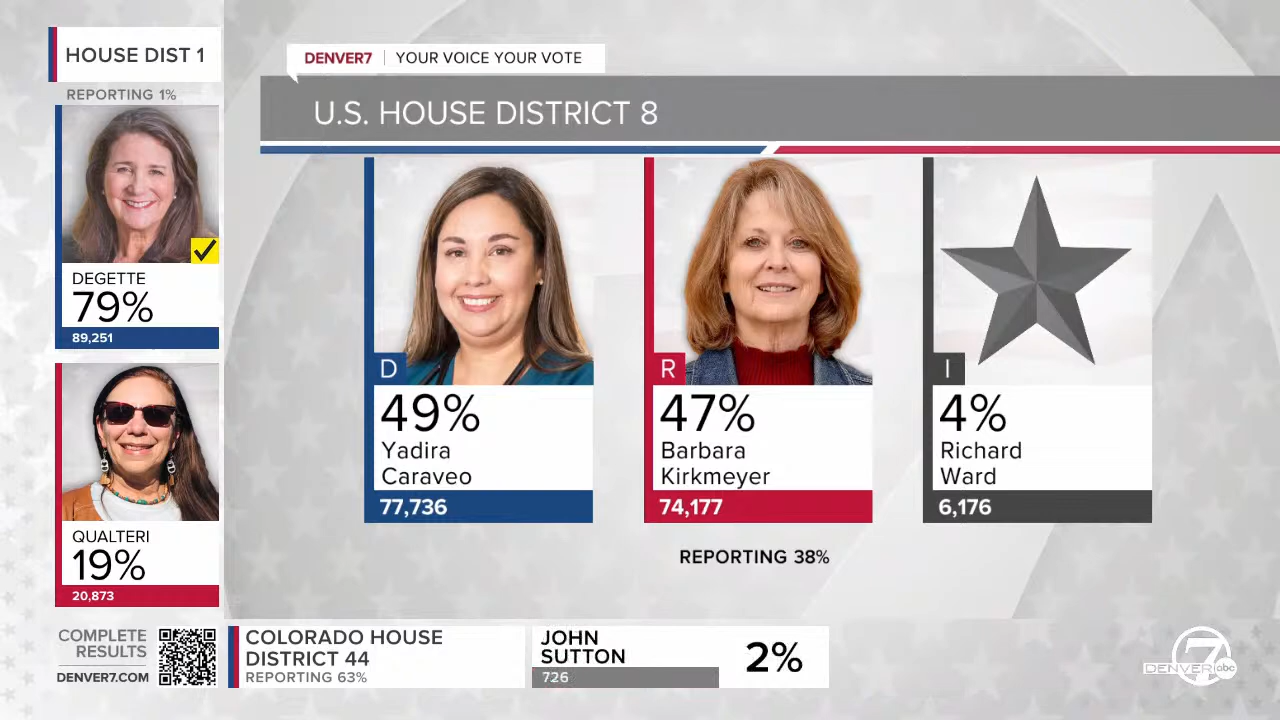 HOUSE DIST 1
REPORTING 1%
DEGETTE
79%
89,251
QUALTERI
19%
20,873
DENVER7 | YOUR VOICE YOUR VOTE
U.S. HOUSE DISTRICT 8
D
49%
Yadira
Caraveo
77,736
R
47%
Barbara
Kirkmeyer
74,177
I
4%
Richard
Ward
6,176
REPORTING 38%
COMPLETE
RESULTS
DENVER7.COM
COLORADO HOUSE
DISTRICT 44
REPORTING 63%
JOHN
SUTTON
726
2%
7
DENVER abc